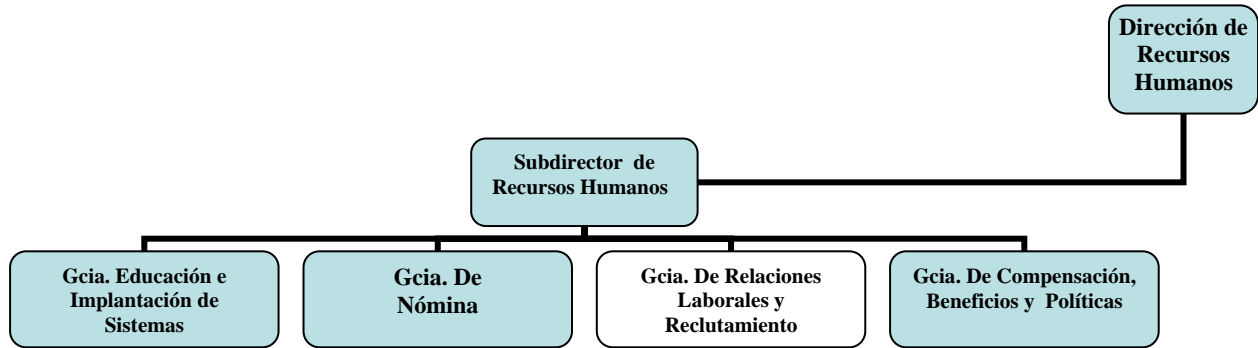 Dirección de
Recursos
Humanos
Subdirector de
Recursos Humanos
Gcia. Educación e
Implantación de
Sistemas
Gcia. De
Nómina
Gcia. De Relaciones
Laborales y
Reclutamiento
Gcia. De Compensación,
Beneficios y Políticas